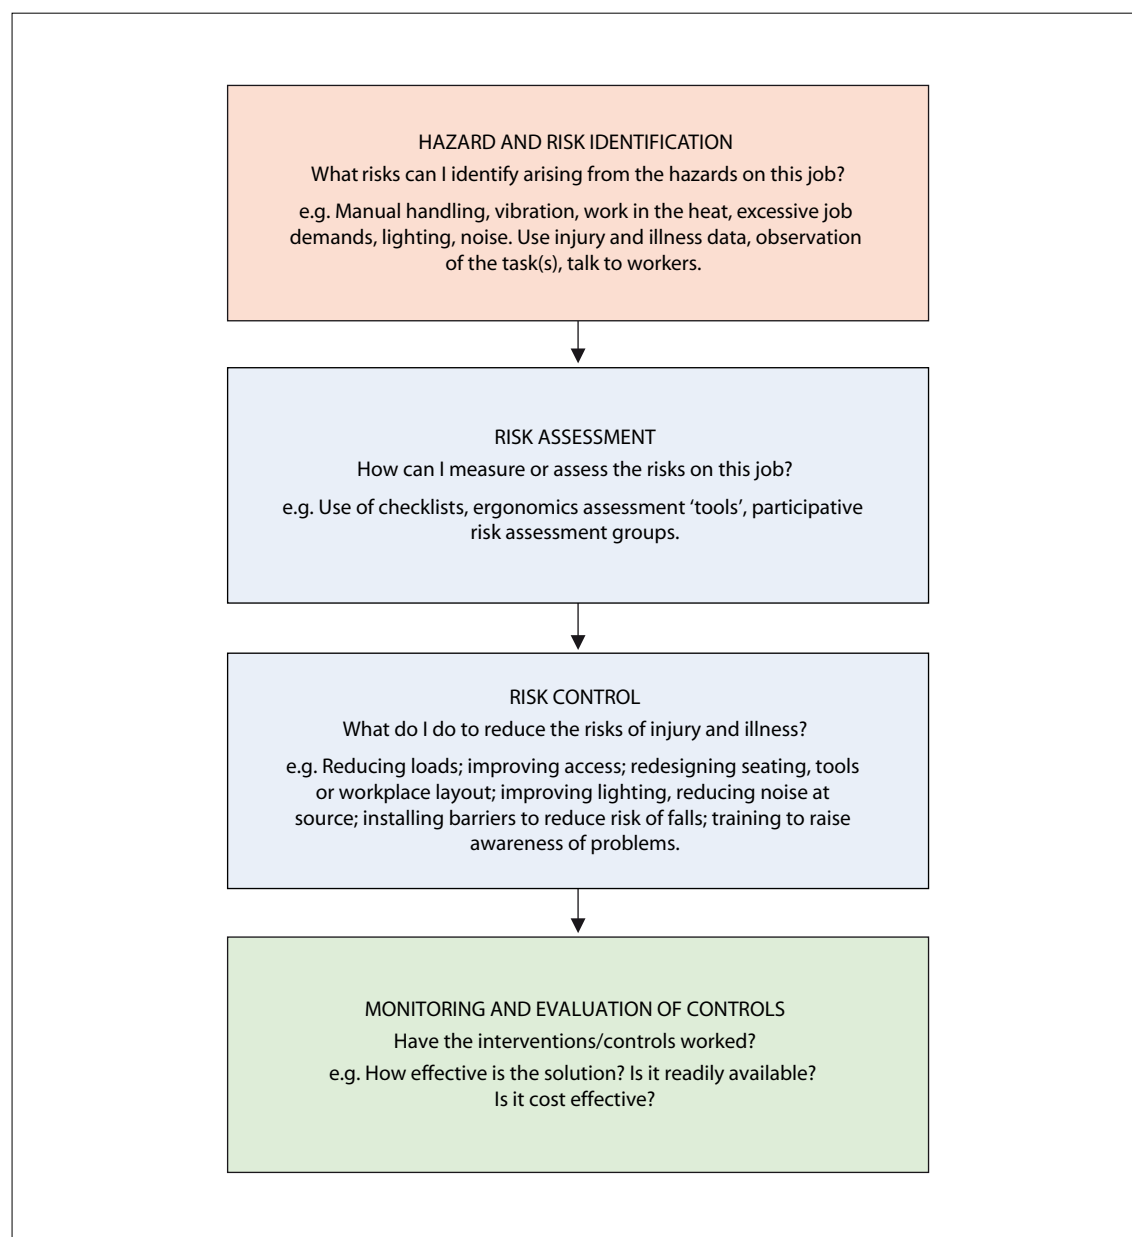 HAZARD AND RISK IDENTIFICATION
What risks can I identify arising from the hazards on this job?
e.g. Manual handling, vibration, work in the heat, excessive job
demands, lighting, noise. Use injury and illness data, observation
of the task(s), talk to workers.
RISK ASSESSMENT
How can I measure or assess the risks on this job?
e.g. Use of checklists, ergonomics assessment ‘tools’, participative
risk assessment groups.
RISK CONTROL
What do I do to reduce the risks of injury and illness?
e.g. Reducing loads; improving access; redesigning seating, tools
or workplace layout; improving lighting, reducing noise at
source; installing barriers to reduce risk of falls; training to raise
awareness of problems.
MONITORING AND EVALUATION OF CONTROLS
Have the interventions/controls worked?
e.g. How effective is the solution? Is it readily available?
Is it cost effective?